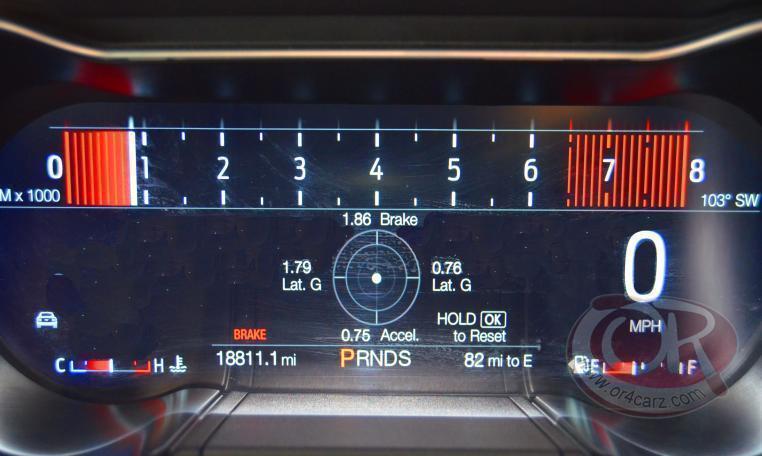 0 1 2 3 4 5 6 7 8
M x 1000
103° SW
1.86 Brake
1.79
Lat. G
0.76
Lat. G
0
MPH
HOLD OK
to Reset
BRAKE
0.75 Accel.
18811.1 mi
PRNDS
82 mi to E
C H
E F
OR
www.or4carz.com